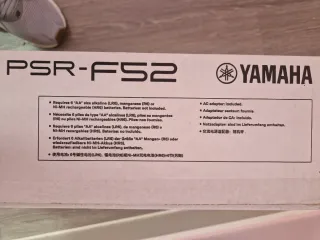 PSR-F52
YAMAHA
● Requires 6 "AA" size alkaline (LR6), manganese (R6) or
Ni-MH rechargeable (HR6) batteries. Batteries not included.
● Nécessite 6 piles de type "AA" alcalines (LR6), au manganèse (R6)
ou piles Ni-MH rechargeables (HR6). Piles non fournies.
● Requiere 6 pilas "AA" alcalinas (LR6), de manganeso (R6) o
Ni-MH recargables (HR6). Baterías no incluidas.
● Erfordert 6 Alkalibatterien (LR6) der Größe "AA" Mangan- (R6) oder
wiederaufladbare Ni-MH-Akkus (HR6).
Batterien sind nicht im Lieferumfang enthalten.
● AC adaptor included.
● Adaptateur secteur fourni.
● Adaptador de CA: incluido.
● Netzadapter sind im Lieferumfang enthalten.